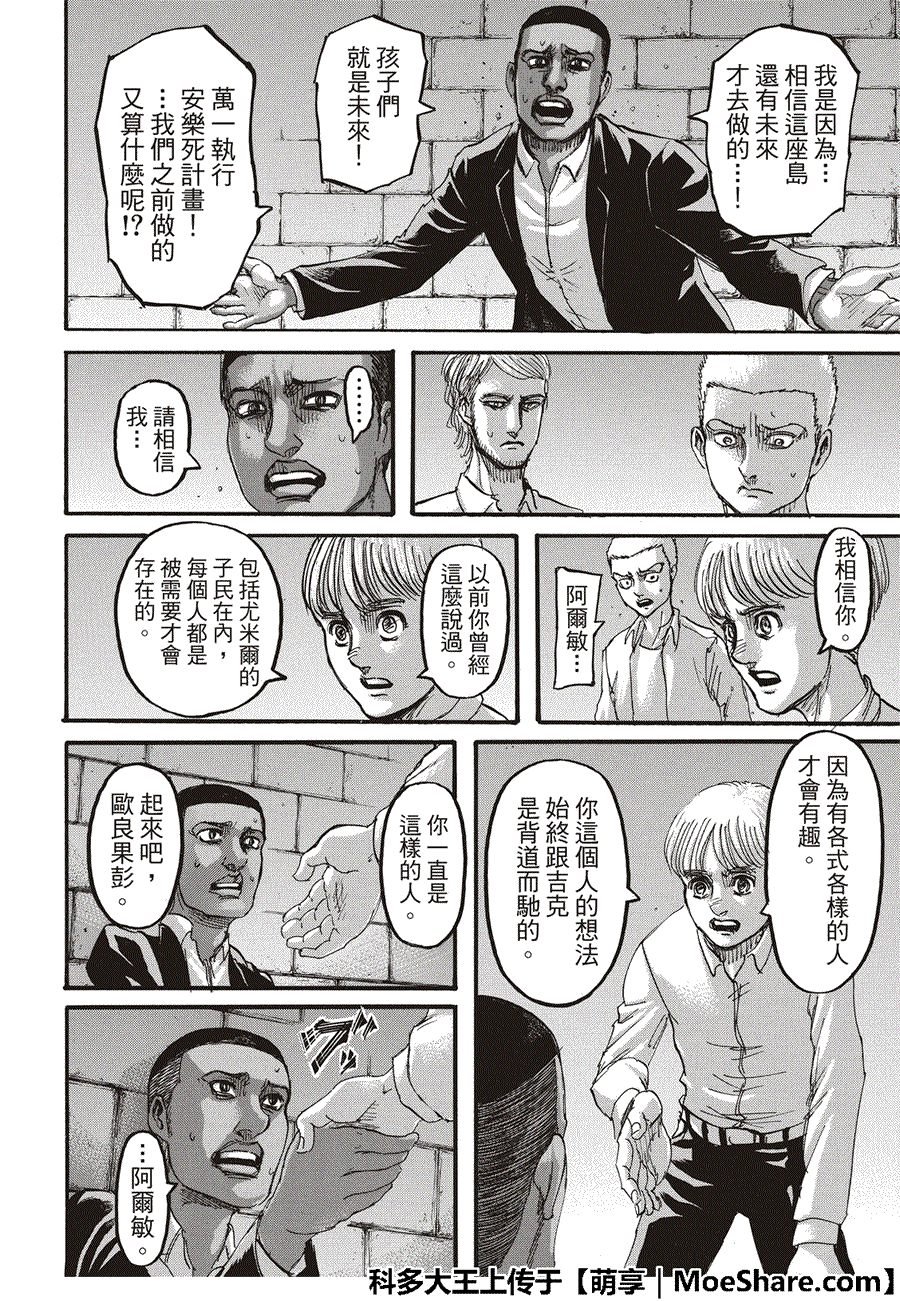 我是因為…
相信這座島
還有未來
才去做的…！
孩子們
就是未來！
萬一執行
安樂死計畫！
…我們之前做的
又算什麼呢!?
……
請相信
我…
我相信你。
阿爾敏…
以前你曾經
這麼說過。
包括尤米爾的
子民在內，
每個人都是
被需要才會
存在的。
因為有各式各樣的人
才會有趣。
你這個人的想法
始終跟吉克
是背道而馳的。
你一直是
這樣的人。
起來吧，
歐良果彭。
…阿爾敏。
科多大王上传于【萌享｜MoeShare.com】